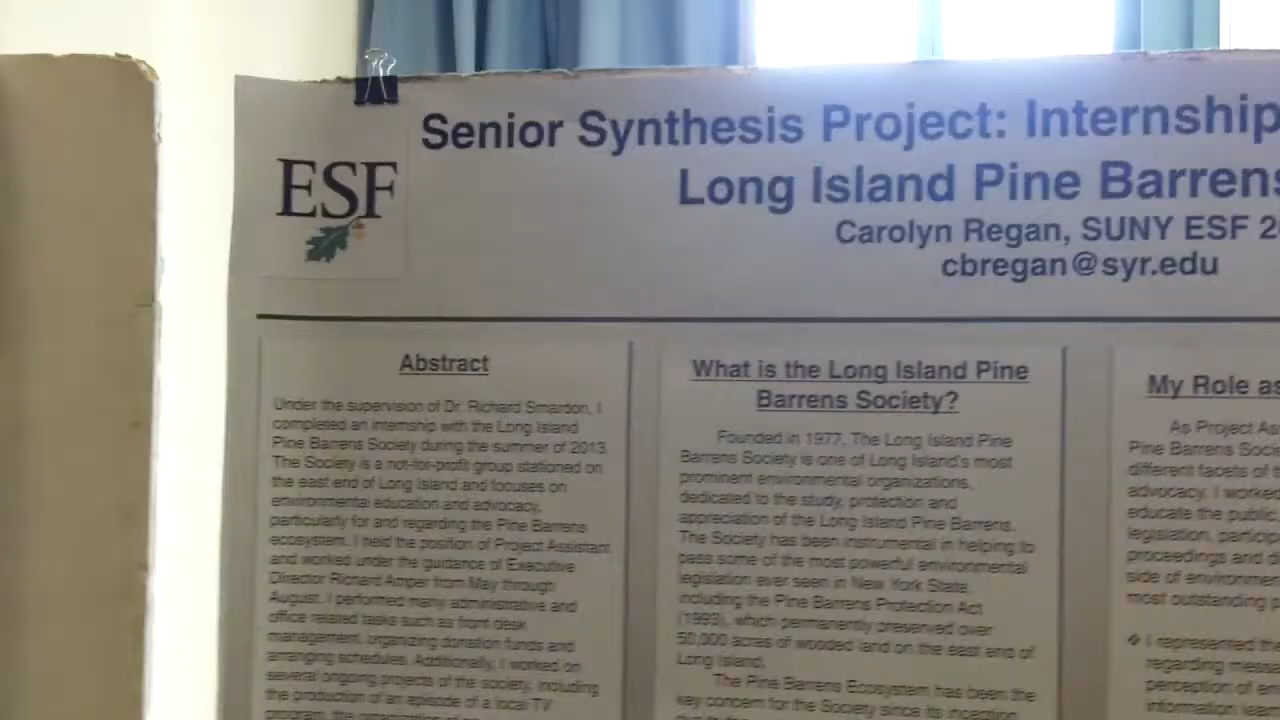 Senior Synthesis Project: Internship
Long Island Pine Barrens
Carolyn Regan, SUNY ESF 2
cbregan@syr.edu
ESF
Abstract
Under the supervision of Dr. Richard Smardon, I
completed an internship with the Long Island
Pine Barrens Society during the summer of 2013.
The Society is a not-for-profit group stationed on
the east end of Long Island and focuses on
environmental education and advocacy,
particularly for and regarding the Pine Barrens
ecosystem. I held the position of Project Assistant
and worked under the guidance of Executive
Director Richard Amper from May through
August. I performed many administrative and
office related tasks such as front desk
management, organizing donation funds and
arranging schedules. Additionally, I worked on
several ongoing projects of the society, including
the production of an episode of a local TV
program, the
What is the Long Island Pine
Barrens Society?
Founded in 1977, The Long Island Pine
Barrens Society is one of Long Island's most
prominent environmental organizations,
dedicated to the study, protection and
appreciation of the Long Island Pine Barrens.
The Society has been instrumental in helping to
pass some of the most powerful environmental
legislation ever seen in New York State,
including the Pine Barrens Protection Act
(1993), which permanently preserved over
50,000 acres of wooded land on the east end of
Long Island.
The Pine Barrens Ecosystem has been the
key concern for the Society since its inception
My Role as
As Project As
Pine Barrens Soci
different facets of t
advocacy. I worked
educate the public
legislation, particip
proceedings and d
side of environmen
most outstanding p
❖ I represented the
regarding messa
perception of en
information learn